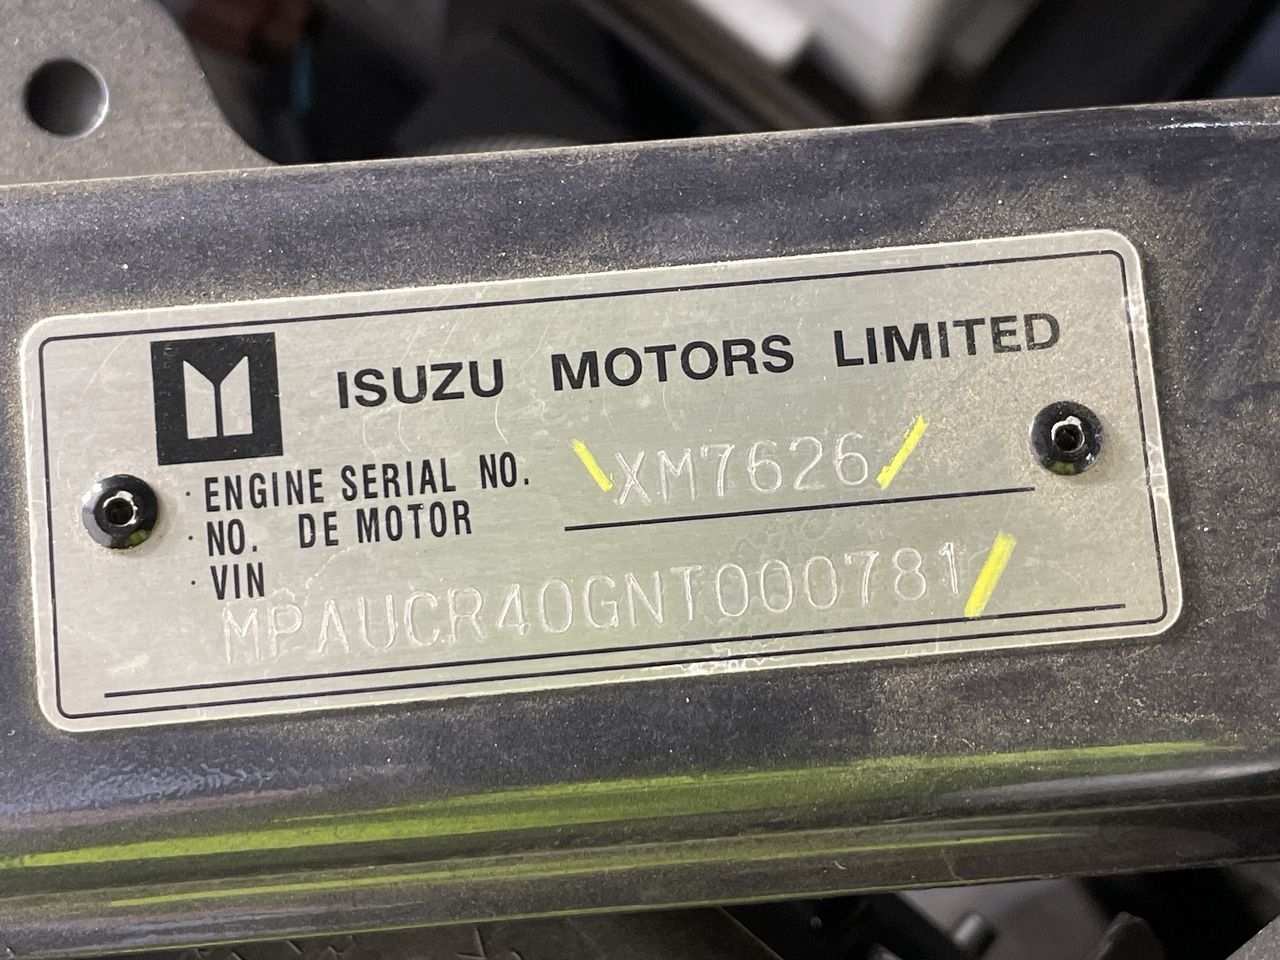 ISUZU MOTORS LIMITED
· ENGINE SERIAL NO. XM7626
· NO. DE MOTOR
· VIN
MPAUCR40GNT000781